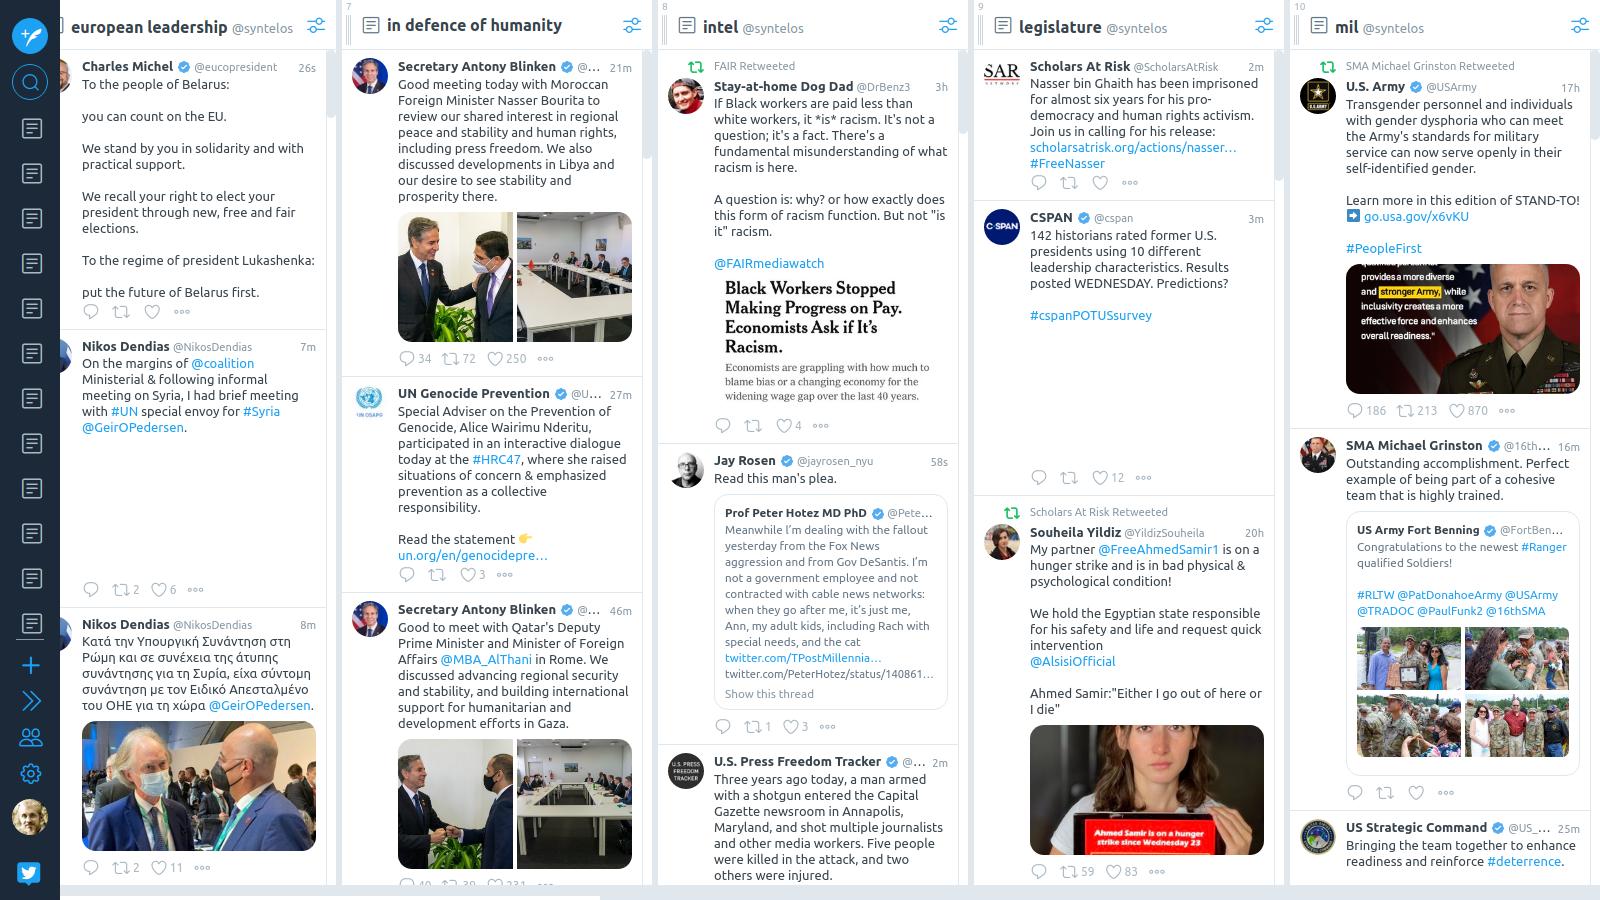 european leadership @syntelos
Charles Michel @eucopresident 26s
To the people of Belarus:
you can count on the EU.
We stand by you in solidarity and with
practical support.
We recall your right to elect your
president through new, free and fair
elections.
To the regime of president Lukashenka:
put the future of Belarus first.
Nikos Dendias @NikosDendias 7m
On the margins of @coalition
Ministerial & following informal
meeting on Syria, I had brief meeting
with #UN special envoy for #Syria
@GeirOPedersen.
2 6
Nikos Dendias @NikosDendias 8m
Κατά την Υπουργική Συνάντηση στη
Ρώμη και σε συνέχεια της άτυπης
συνάντησης για τη Συρία, είχα σύντομη
συνάντηση με τον Ειδικό Απεσταλμένο
του ΟΗΕ για τη χώρα @GeirOPedersen.
2 11
7
in defence of humanity
Secretary Antony Blinken @... 21m
Good meeting today with Moroccan
Foreign Minister Nasser Bourita to
review our shared interest in regional
peace and stability and human rights,
including press freedom. We also
discussed developments in Libya and
our desire to see stability and
prosperity there.
34 72 250
UN OSAPG
UN Genocide Prevention @U... 27m
Special Adviser on the Prevention of
Genocide, Alice Wairimu Nderitu,
participated in an interactive dialogue
today at the #HRC47, where she raised
situations of concern & emphasized
prevention as a collective
responsibility.
Read the statement 👉
un.org/en/genocidepre...
3
Secretary Antony Blinken @... 46m
Good to meet with Qatar's Deputy
Prime Minister and Minister of Foreign
Affairs @MBA_AlThani in Rome. We
discussed advancing regional security
and stability, and building international
support for humanitarian and
development efforts in Gaza.
40 39 231
8
intel @syntelos
FAIR Retweeted
Stay-at-home Dog Dad @DrBenz3 3h
If Black workers are paid less than
white workers, it *is* racism. It's not a
question; it's a fact. There's a
fundamental misunderstanding of what
racism is here.
A question is: why? or how exactly does
this form of racism function. But not "is
it" racism.
@FAIRmediawatch
Black Workers Stopped
Making Progress on Pay.
Economists Ask if It's
Racism.
Economists are grappling with how much to
blame bias or a changing economy for the
widening wage gap over the last 40 years.
4
Jay Rosen @jayrosen_nyu 58s
Read this man's plea.
Prof Peter Hotez MD PhD @Pete...
Meanwhile I'm dealing with the fallout
yesterday from the Fox News
aggression and from Gov DeSantis. I'm
not a government employee and not
contracted with cable news networks:
when they go after me, it's just me,
Ann, my adult kids, including Rach with
special needs, and the cat
twitter.com/TPostMillennia...
twitter.com/PeterHotez/status/140861...
Show this thread
1 3
U.S. PRESS
FREEDOM
TRACKER
U.S. Press Freedom Tracker @... 2m
Three years ago today, a man armed
with a shotgun entered the Capital
Gazette newsroom in Annapolis,
Maryland, and shot multiple journalists
and other media workers. Five people
were killed in the attack, and two
others were injured.
9
legislature @syntelos
SAR
NETWORK
Scholars At Risk @ScholarsAtRisk 2m
Nasser bin Ghaith has been imprisoned
for almost six years for his pro-
democracy and human rights activism.
Join us in calling for his release:
scholarsatrisk.org/actions/nasser...
#FreeNasser
C-SPAN
CSPAN @cspan 3m
142 historians rated former U.S.
presidents using 10 different
leadership characteristics. Results
posted WEDNESDAY. Predictions?
#cspanPOTUSsurvey
12
Scholars At Risk Retweeted
Souheila Yildiz @YildizSouheila 20h
My partner @FreeAhmedSamir1 is on a
hunger strike and is in bad physical &
psychological condition!
We hold the Egyptian state responsible
for his safety and life and request quick
intervention
@AlsisiOfficial
Ahmed Samir:"Either I go out of here or
I die"
Ahmed Samir is on a hunger
strike since Wednesday 23
59 83
10
mil @syntelos
SMA Michael Grinston Retweeted
U.S. Army @USArmy 17h
Transgender personnel and individuals
with gender dysphoria who can meet
the Army's standards for military
service can now serve openly in their
self-identified gender.
Learn more in this edition of STAND-TO!
➡ go.usa.gov/x6vKU
#PeopleFirst
provides a more diverse
and stronger Army, while
inclusivity creates a more
effective force and enhances
overall readiness."
186 213 870
SMA Michael Grinston @16th... 16m
Outstanding accomplishment. Perfect
example of being part of a cohesive
team that is highly trained.
US Army Fort Benning @FortBen...
Congratulations to the newest #Ranger
qualified Soldiers!
#RLTW @PatDonahoeArmy @USArmy
@TRADOC @PaulFunk2 @16thSMA
US Strategic Command @US_... 25m
Bringing the team together to enhance
readiness and reinforce #deterrence.